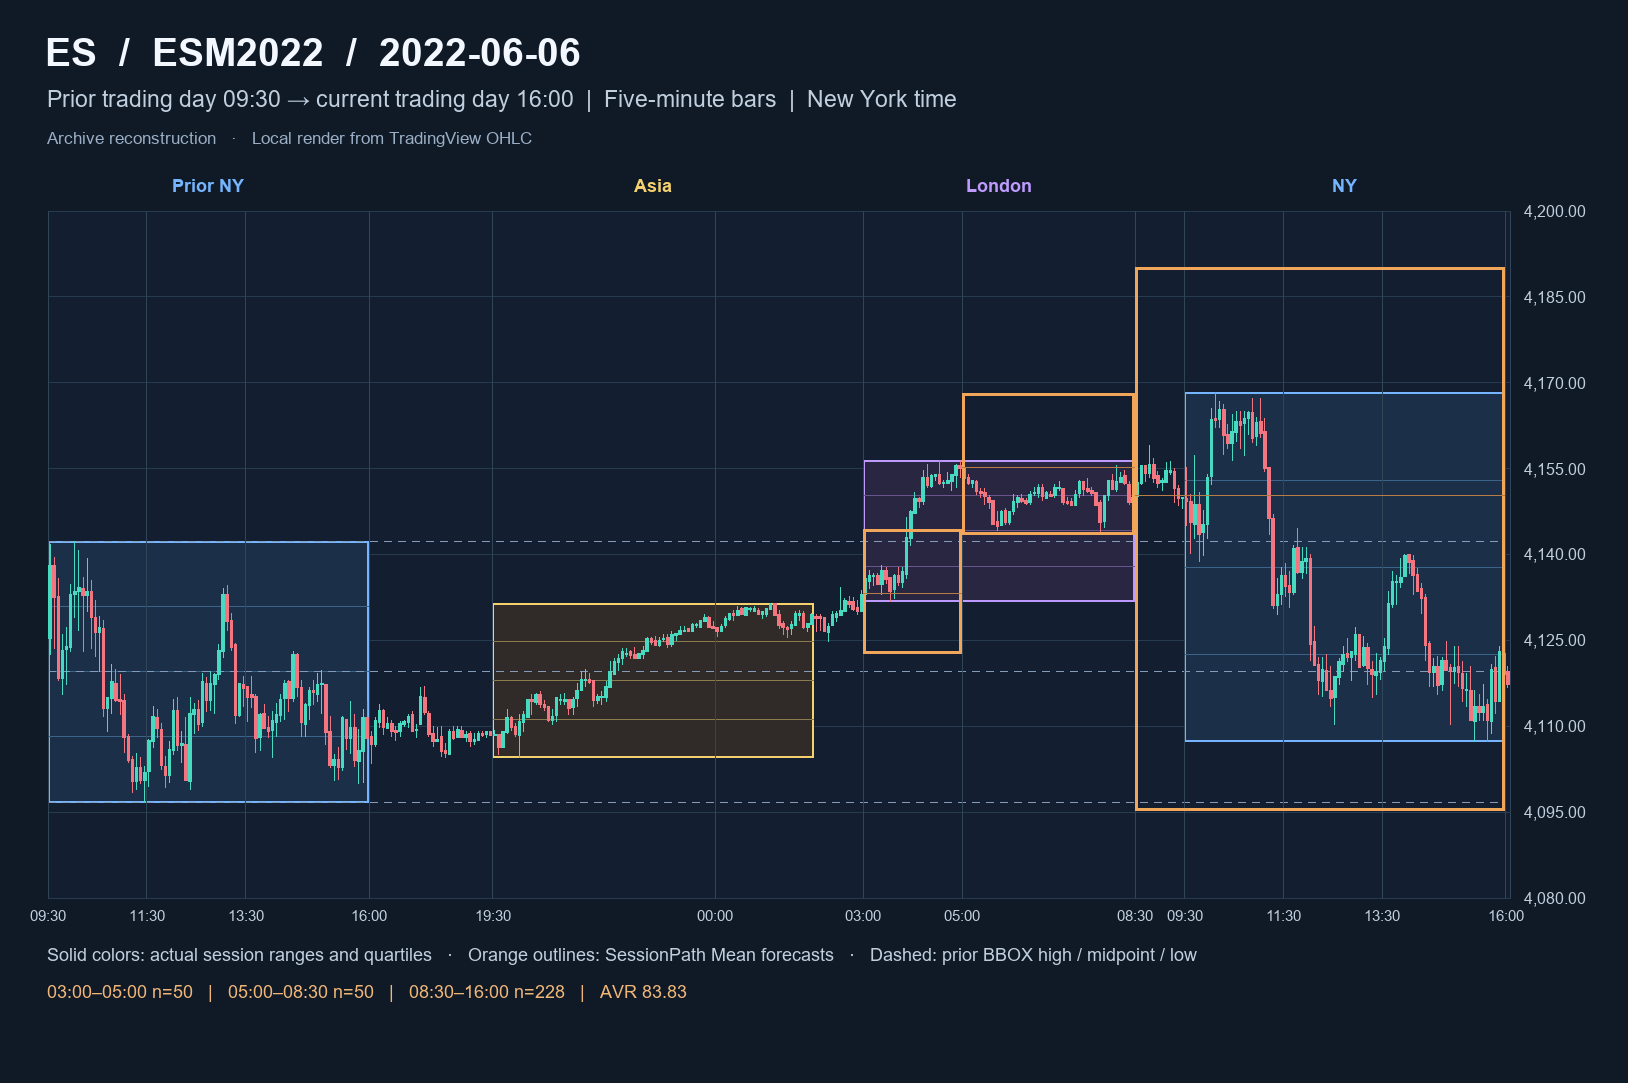 ES / ESM2022 / 2022-06-06
Prior trading day 09:30 → current trading day 16:00 | Five-minute bars | New York time
Archive reconstruction · Local render from TradingView OHLC
Prior NY Asia London NY
4,200.00
4,185.00
4,170.00
4,155.00
4,140.00
4,125.00
4,110.00
4,095.00
4,080.00
09:30 11:30 13:30 16:00 19:30 00:00 03:00 05:00 08:30 09:30 11:30 13:30 16:00
Solid colors: actual session ranges and quartiles · Orange outlines: SessionPath Mean forecasts · Dashed: prior BBOX high / midpoint / low
03:00–05:00 n=50 | 05:00–08:30 n=50 | 08:30–16:00 n=228 | AVR 83.83